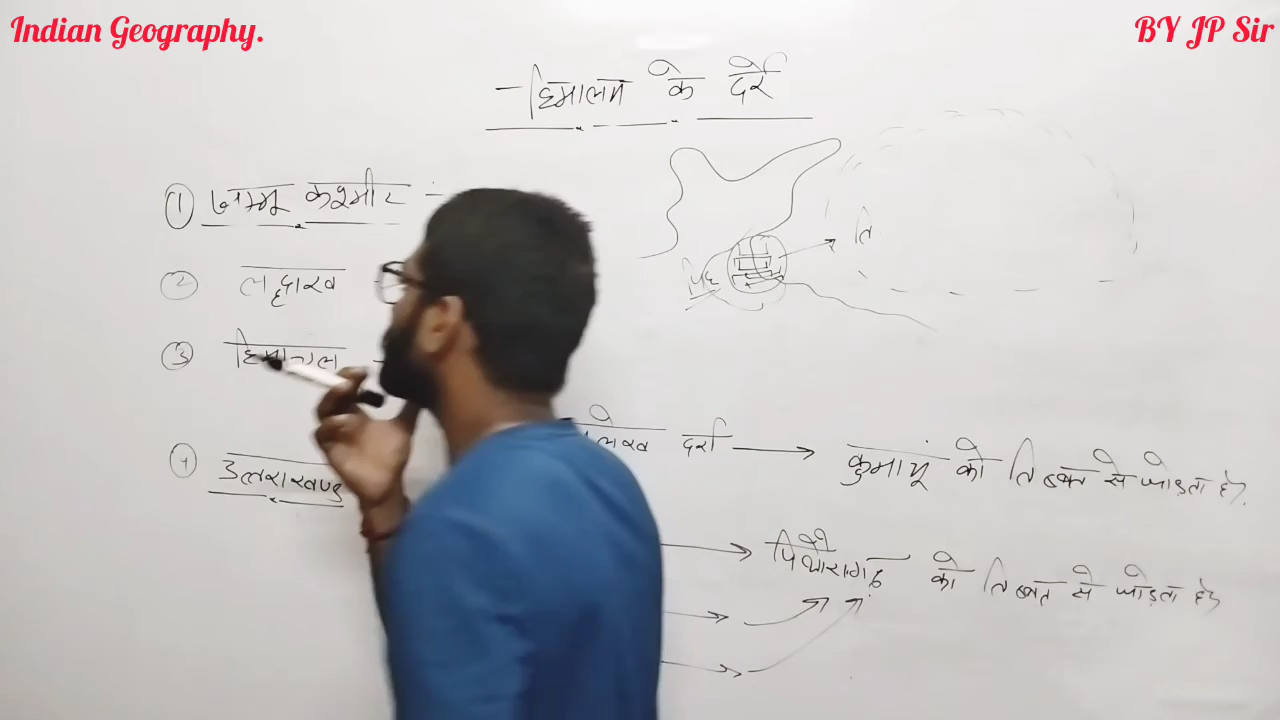 Indian Geography.
BY JP Sir
- हिमालय के दर्रे
① जम्मू कश्मीर :-
② लद्दाख -
③ हिमाचल -
④ उत्तराखण्ड
ति
पिथ
लेख दर्रा → कुमायू को तिब्बत से जोड़ता है।
→ पिथौरागढ़ को तिब्बत से जोड़ता है